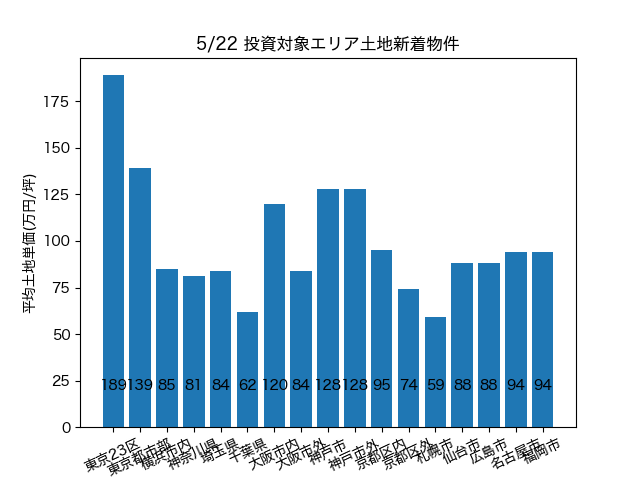 5/22 投資対象エリア土地新着物件
平均土地単価(万円/坪)
175
150
125
100
75
50
25
0
189 139 85 81 84 62 120 84 128 128 95 74 59 88 88 94 94
東京23区
東京都市部
横浜市内
神奈川県
埼玉県
千葉県
大阪市内
大阪市外
神戸市
神戸市外
京都区内
京都区外
札幌市
仙台市
広島市
名古屋市
福岡市